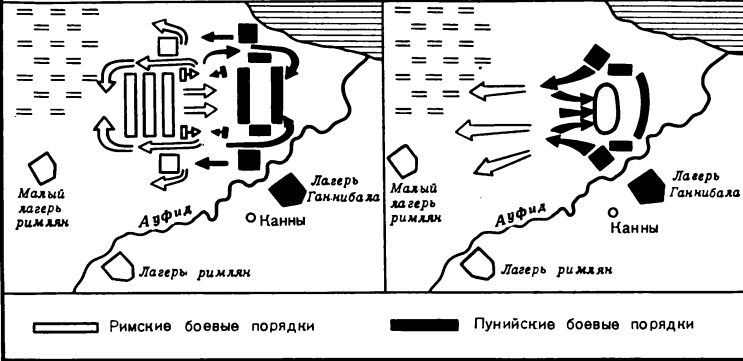 Малый
лагерь
римлян
Лагерь
Ганнибала
Ауфид
Канны
Лагерь римлян
Малый
лагерь
римлян
Лагерь
Ганнибала
Ауфид
Канны
Лагерь римлян
Римские боевые порядки
Пунийские боевые порядки